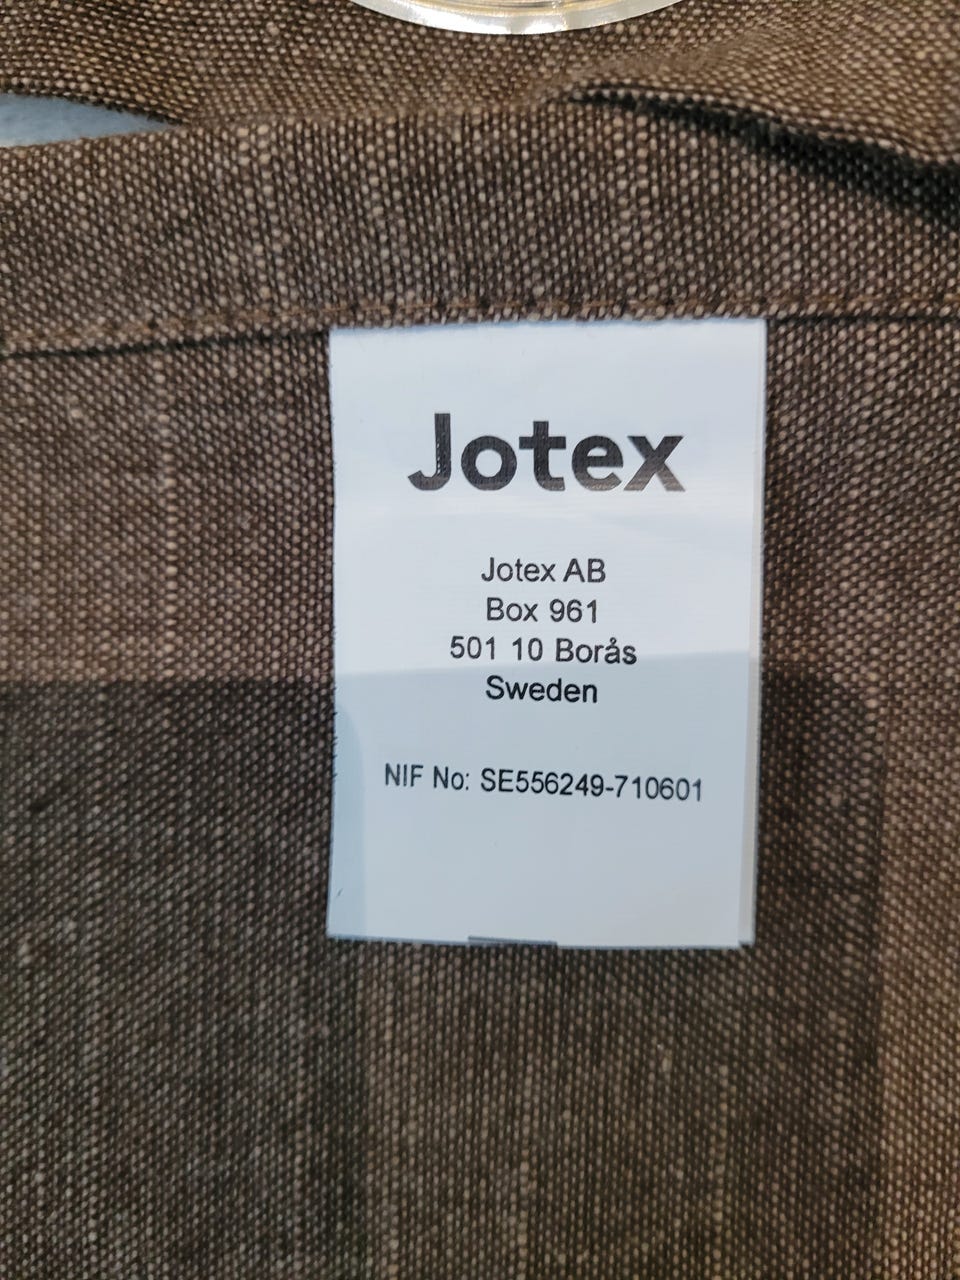 Jotex
Jotex AB
Box 961
501 10 Borås
Sweden
NIF No: SE556249-710601